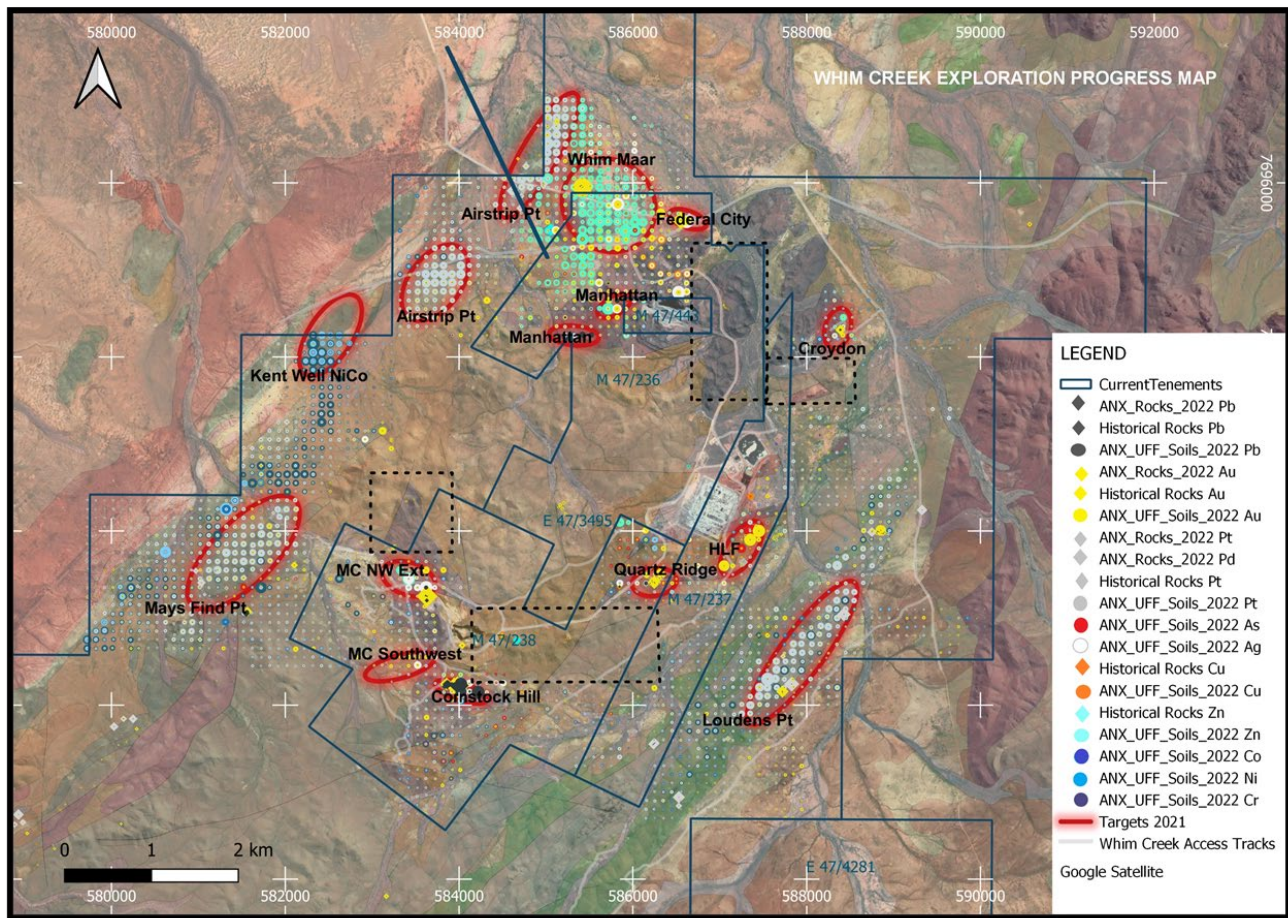 580000 582000 584000 586000 588000 590000 592000
WHIM CREEK EXPLORATION PROGRESS MAP
Whim Maar
7696000
Airstrip Pt
Federal City
Manhattan
Airstrip Pt
M 47/443
Manhattan
Croydon
Kent Well NiCo
M 47/236
E 47/3495
HLF
MC NW Ext
Quartz Ridge
Mays Find Pt
M 47/237
M 47/238
MC Southwest
Comstock Hill
Loudens Pt
E 47/4281
0 1 2 km
580000 582000 584000 586000 588000 590000
LEGEND
CurrentTenements
ANX_Rocks_2022 Pb
Historical Rocks Pb
ANX_UFF_Soils_2022 Pb
ANX_Rocks_2022 Au
Historical Rocks Au
ANX_UFF_Soils_2022 Au
ANX_Rocks_2022 Pt
ANX_Rocks_2022 Pd
Historical Rocks Pt
ANX_UFF_Soils_2022 Pt
ANX_UFF_Soils_2022 As
ANX_UFF_Soils_2022 Ag
Historical Rocks Cu
ANX_UFF_Soils_2022 Cu
Historical Rocks Zn
ANX_UFF_Soils_2022 Zn
ANX_UFF_Soils_2022 Co
ANX_UFF_Soils_2022 Ni
ANX_UFF_Soils_2022 Cr
Targets 2021
Whim Creek Access Tracks
Google Satellite